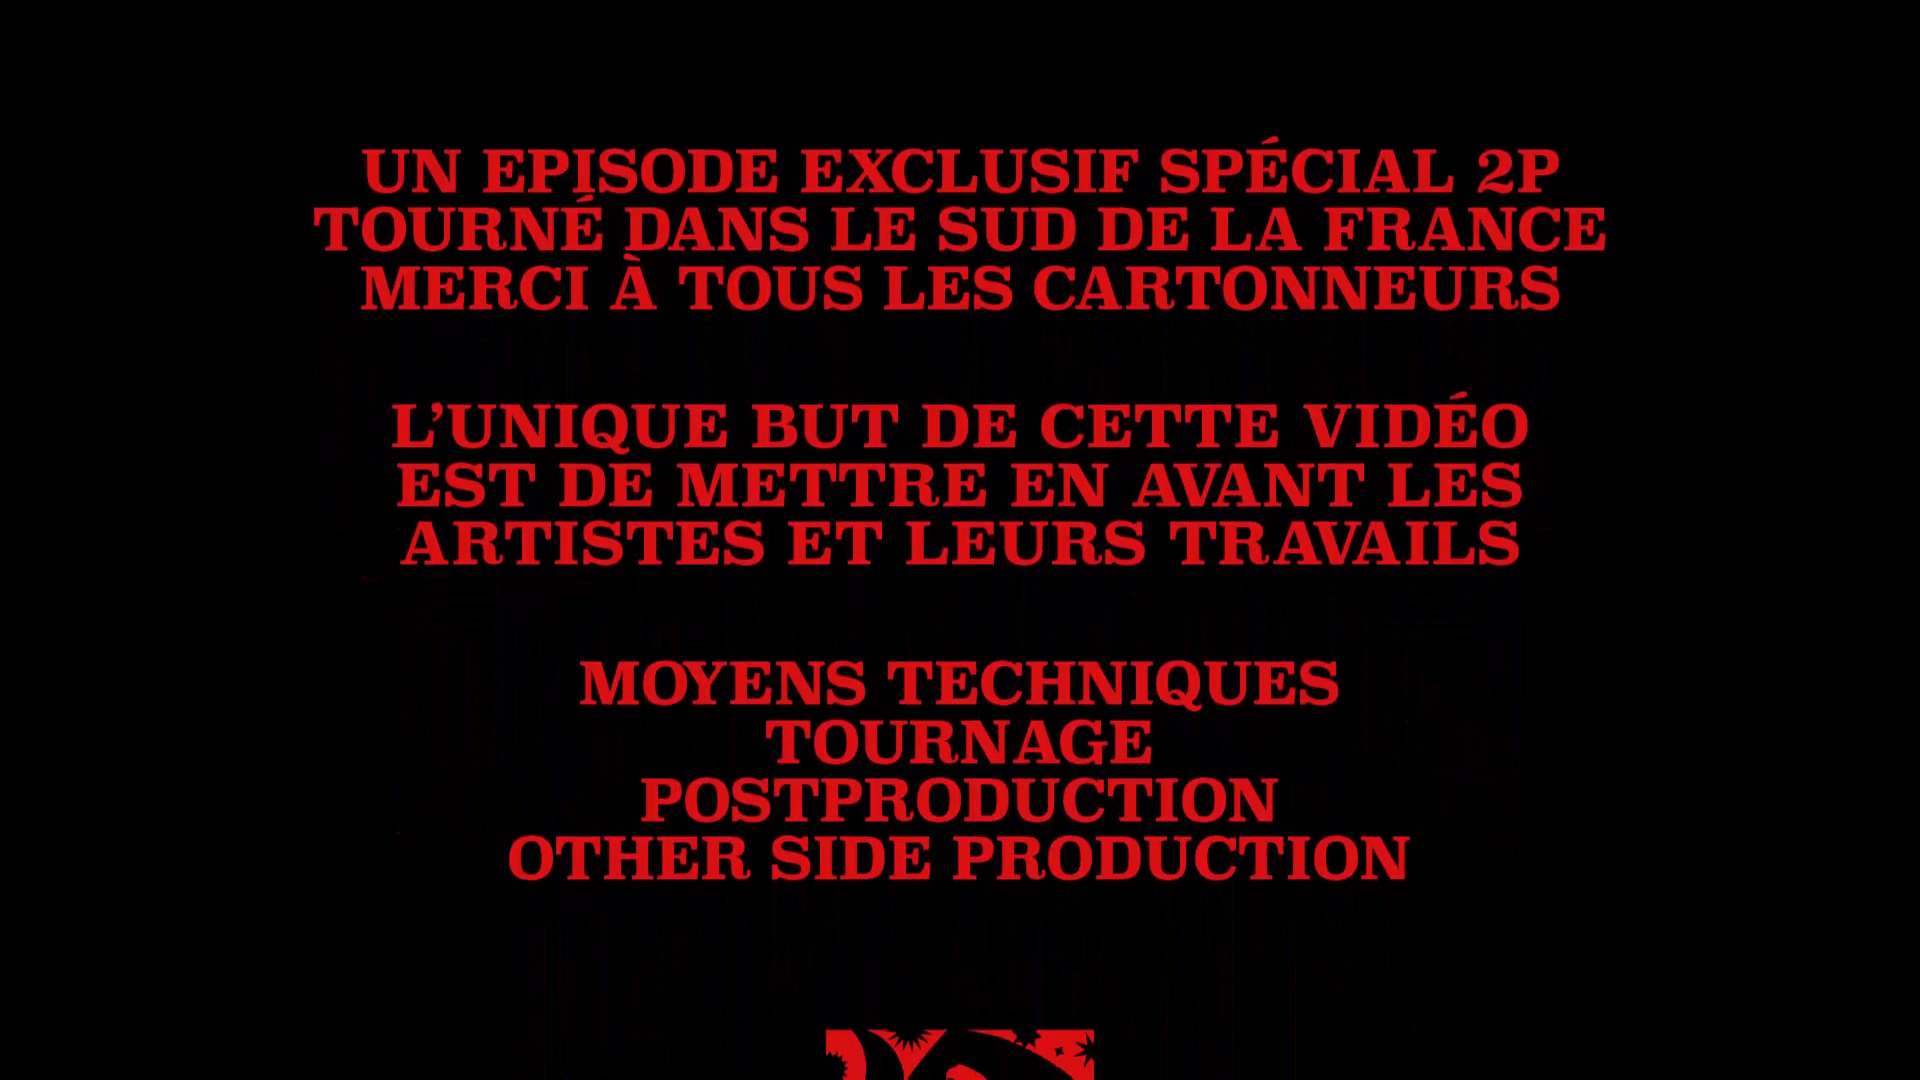 UN EPISODE EXCLUSIF SPÉCIAL 2P
TOURNÉ DANS LE SUD DE LA FRANCE
MERCI À TOUS LES CARTONNEURS
L’UNIQUE BUT DE CETTE VIDÉO
EST DE METTRE EN AVANT LES
ARTISTES ET LEURS TRAVAILS
MOYENS TECHNIQUES
TOURNAGE
POSTPRODUCTION
OTHER SIDE PRODUCTION